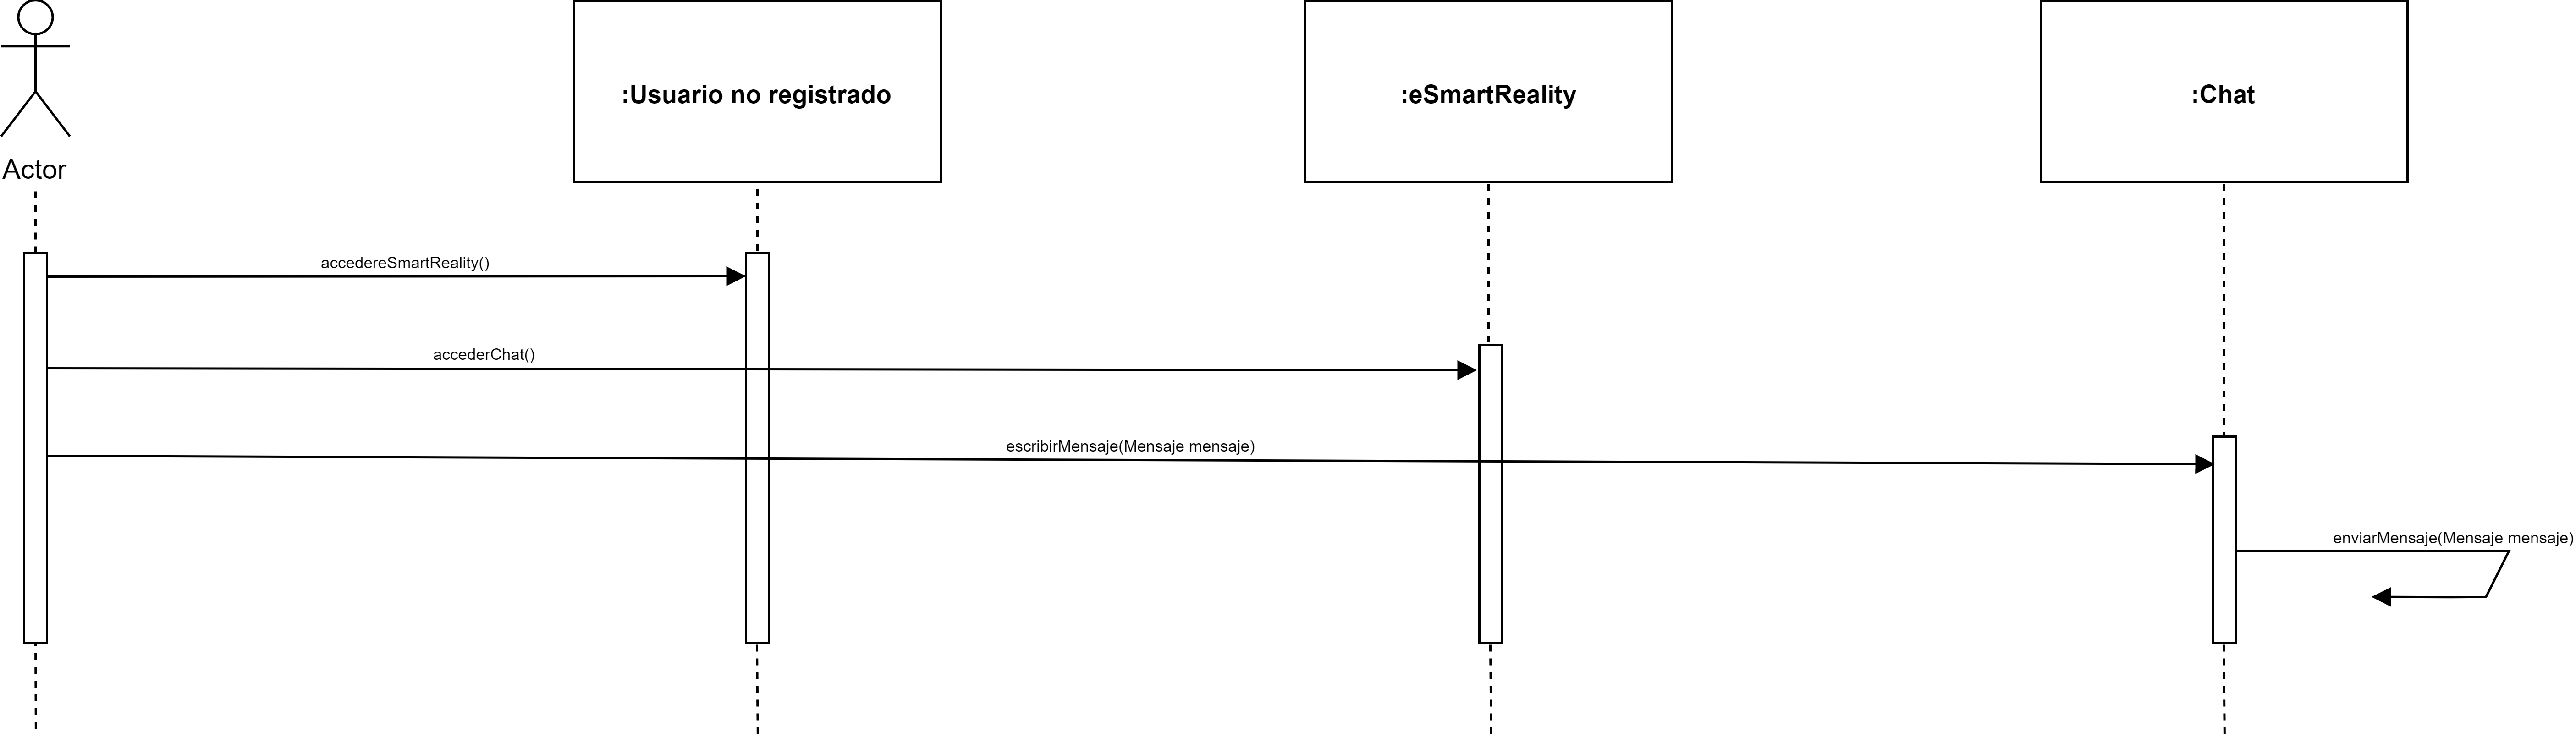 :Usuario no registrado
:eSmartReality
:Chat
Actor
accedereSmartReality()
accederChat()
escribirMensaje(Mensaje mensaje)
enviarMensaje(Mensaje mensaje)